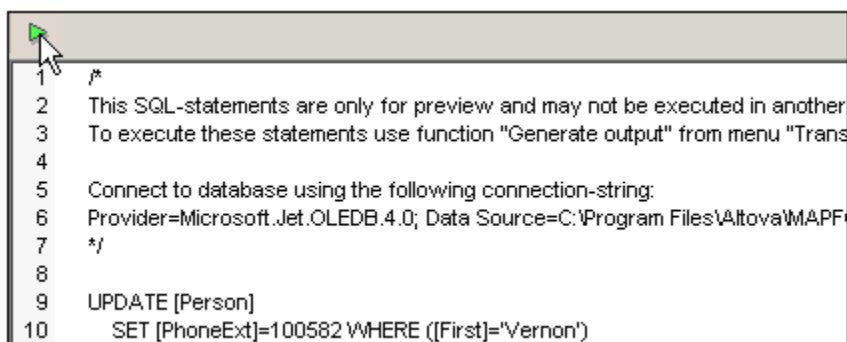 1 /*
2 This SQL-statements are only for preview and may not be executed in another
3 To execute these statements use function "Generate output" from menu "Trans
4
5 Connect to database using the following connection-string:
6 Provider=Microsoft.Jet.OLEDB.4.0; Data Source=C:\Program Files\Altova\MAPF
7 */
8
9 UPDATE [Person]
10 SET [PhoneExt]=100582 WHERE ([First]='Vernon')